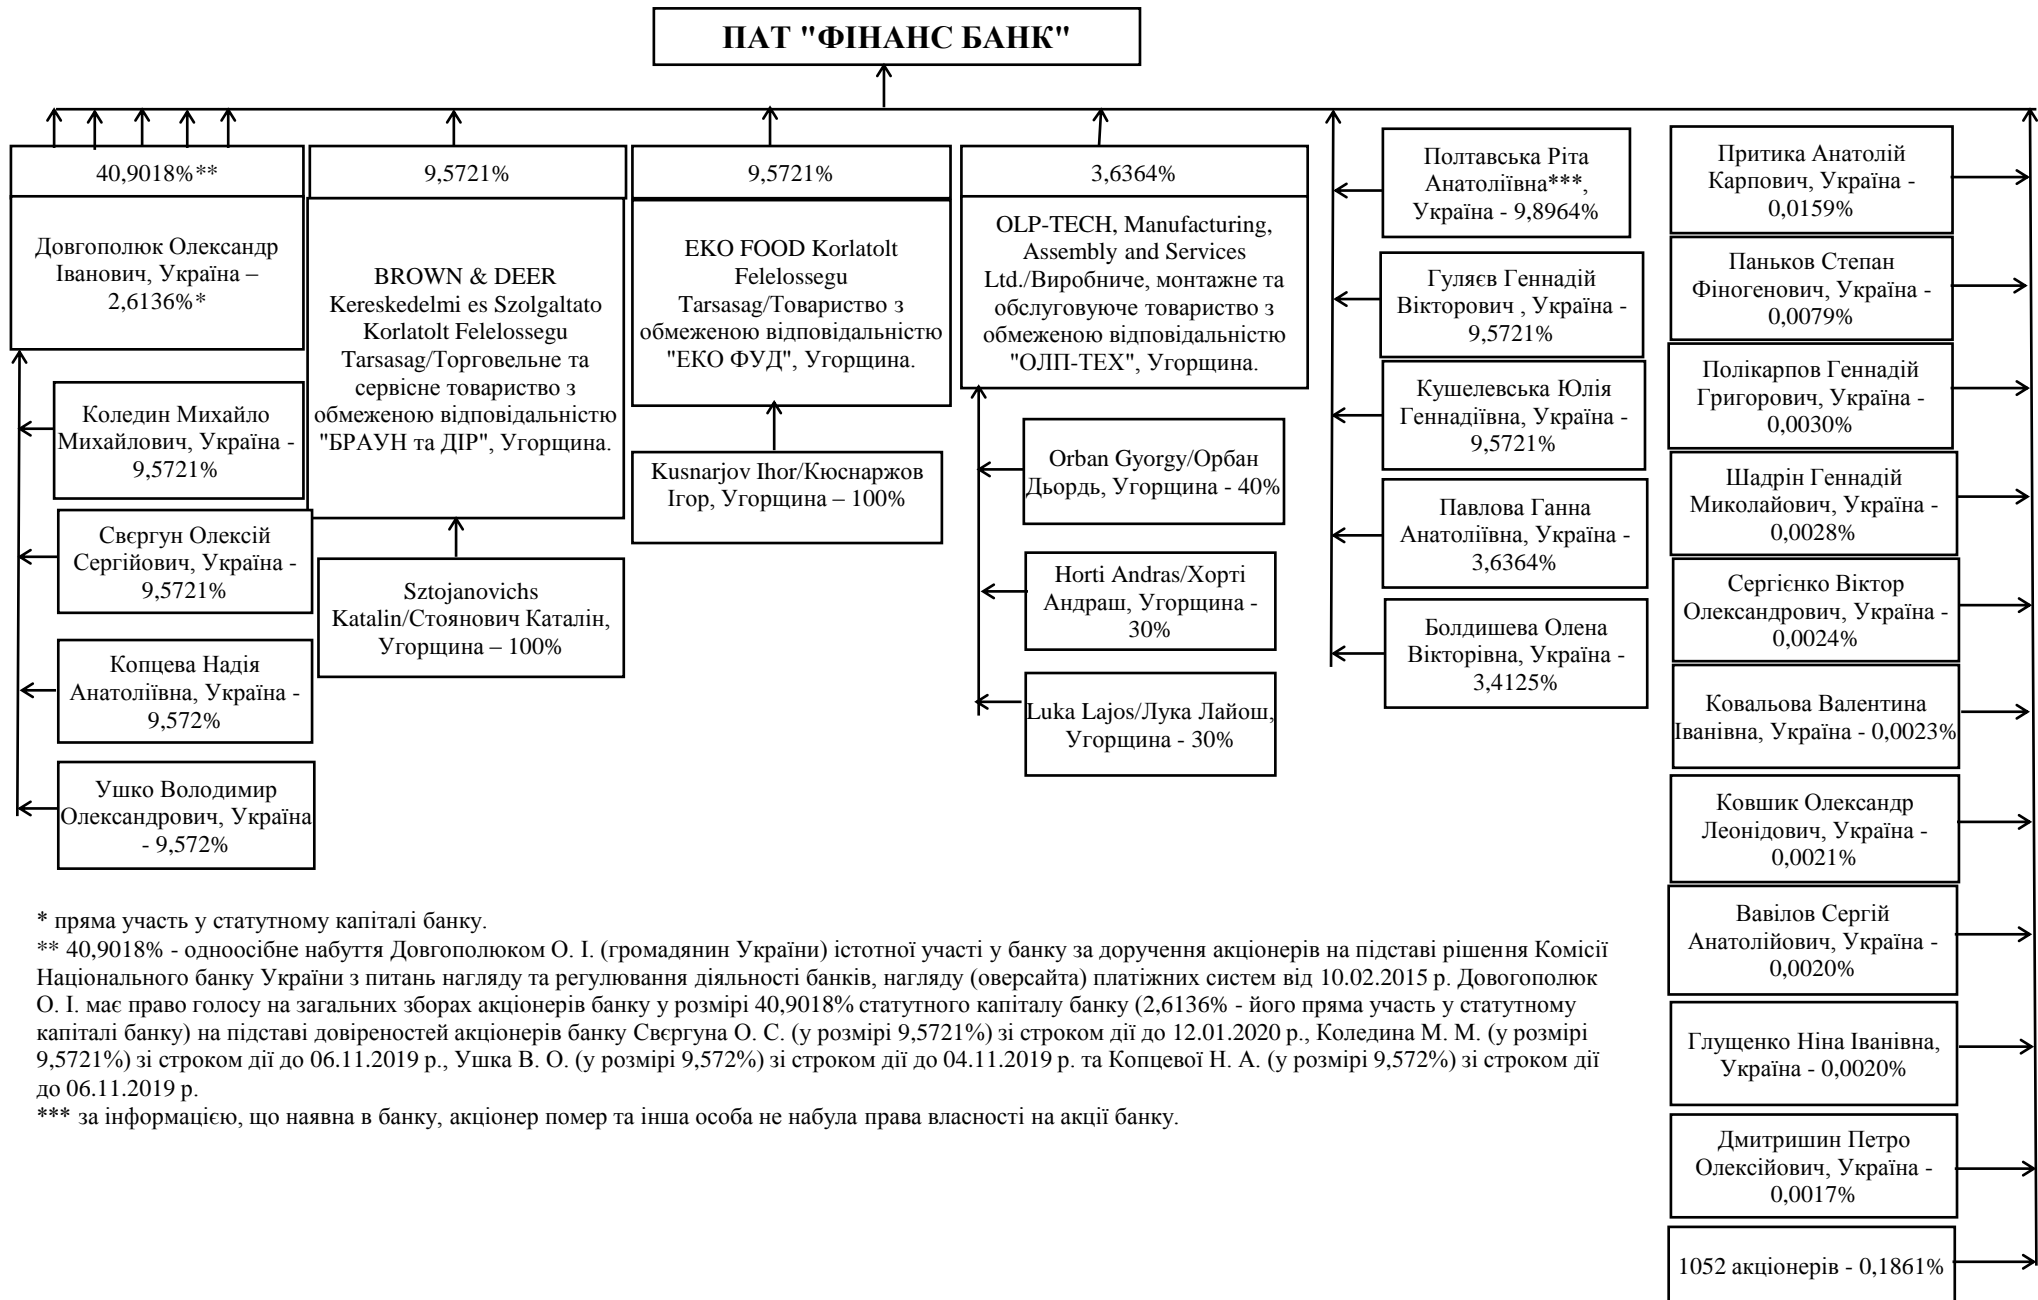 ПАТ "ФІНАНС БАНК"
40,9018%**
Довгополюк Олександр
Іванович, Україна –
2,6136%*
Коледин Михайло
Михайлович, Україна -
9,5721%
Свєргун Олексій
Сергійович, Україна -
9,5721%
Копцева Надія
Анатоліївна, Україна -
9,572%
Ушко Володимир
Олександрович, Україна
- 9,572%
9,5721%
BROWN & DEER
Kereskedelmi es Szolgaltato
Korlatolt Felelossegu
Tarsasag/Торговельне та
сервісне товариство з
обмеженою відповідальністю
"БРАУН та ДІР", Угорщина.
Sztojanovichs
Katalin/Стоянович Каталін,
Угорщина – 100%
9,5721%
EKO FOOD Korlatolt
Felelossegu
Tarsasag/Товариство з
обмеженою відповідальністю
"ЕКО ФУД", Угорщина.
Kusnarjov Ihor/Кюснаржов
Ігор, Угорщина – 100%
3,6364%
OLP-TECH, Manufacturing,
Assembly and Services
Ltd./Виробниче, монтажне та
обслуговуюче товариство з
обмеженою відповідальністю
"ОЛП-ТЕХ", Угорщина.
Orban Gyorgy/Орбан
Дьордь, Угорщина - 40%
Horti Andras/Хорті
Андраш, Угорщина -
30%
Luka Lajos/Лука Лайош,
Угорщина - 30%
Полтавська Ріта
Анатоліївна***,
Україна - 9,8964%
Гуляєв Геннадій
Вікторович , Україна -
9,5721%
Кушелевська Юлія
Геннадіївна, Україна -
9,5721%
Павлова Ганна
Анатоліївна, Україна -
3,6364%
Болдишева Олена
Вікторівна, Україна -
3,4125%
Притика Анатолій
Карпович, Україна -
0,0159%
Паньков Степан
Фіногенович, Україна -
0,0079%
Полікарпов Геннадій
Григорович, Україна -
0,0030%
Шадрін Геннадій
Миколайович, Україна -
0,0028%
Сергієнко Віктор
Олександрович, Україна -
0,0024%
Ковальова Валентина
Іванівна, Україна - 0,0023%
Ковшик Олександр
Леонідович, Україна -
0,0021%
Вавілов Сергій
Анатолійович, Україна -
0,0020%
Глущенко Ніна Іванівна,
Україна - 0,0020%
Дмитришин Петро
Олексійович, Україна -
0,0017%
1052 акціонерів - 0,1861%
* пряма участь у статутному капіталі банку.
** 40,9018% - одноосібне набуття Довгополюком О. І. (громадянин України) істотної участі у банку за доручення акціонерів на підставі рішення Комісії
Національного банку України з питань нагляду та регулювання діяльності банків, нагляду (оверсайта) платіжних систем від 10.02.2015 р. Довогополюк
О. І. має право голосу на загальних зборах акціонерів банку у розмірі 40,9018% статутного капіталу банку (2,6136% - його пряма участь у статутному
капіталі банку) на підставі довіреностей акціонерів банку Свєргуна О. С. (у розмірі 9,5721%) зі строком дії до 12.01.2020 р., Коледина М. М. (у розмірі
9,5721%) зі строком дії до 06.11.2019 р., Ушка В. О. (у розмірі 9,572%) зі строком дії до 04.11.2019 р. та Копцевої Н. А. (у розмірі 9,572%) зі строком дії
до 06.11.2019 р.
*** за інформацією, що наявна в банку, акціонер помер та інша особа не набула права власності на акції банку.